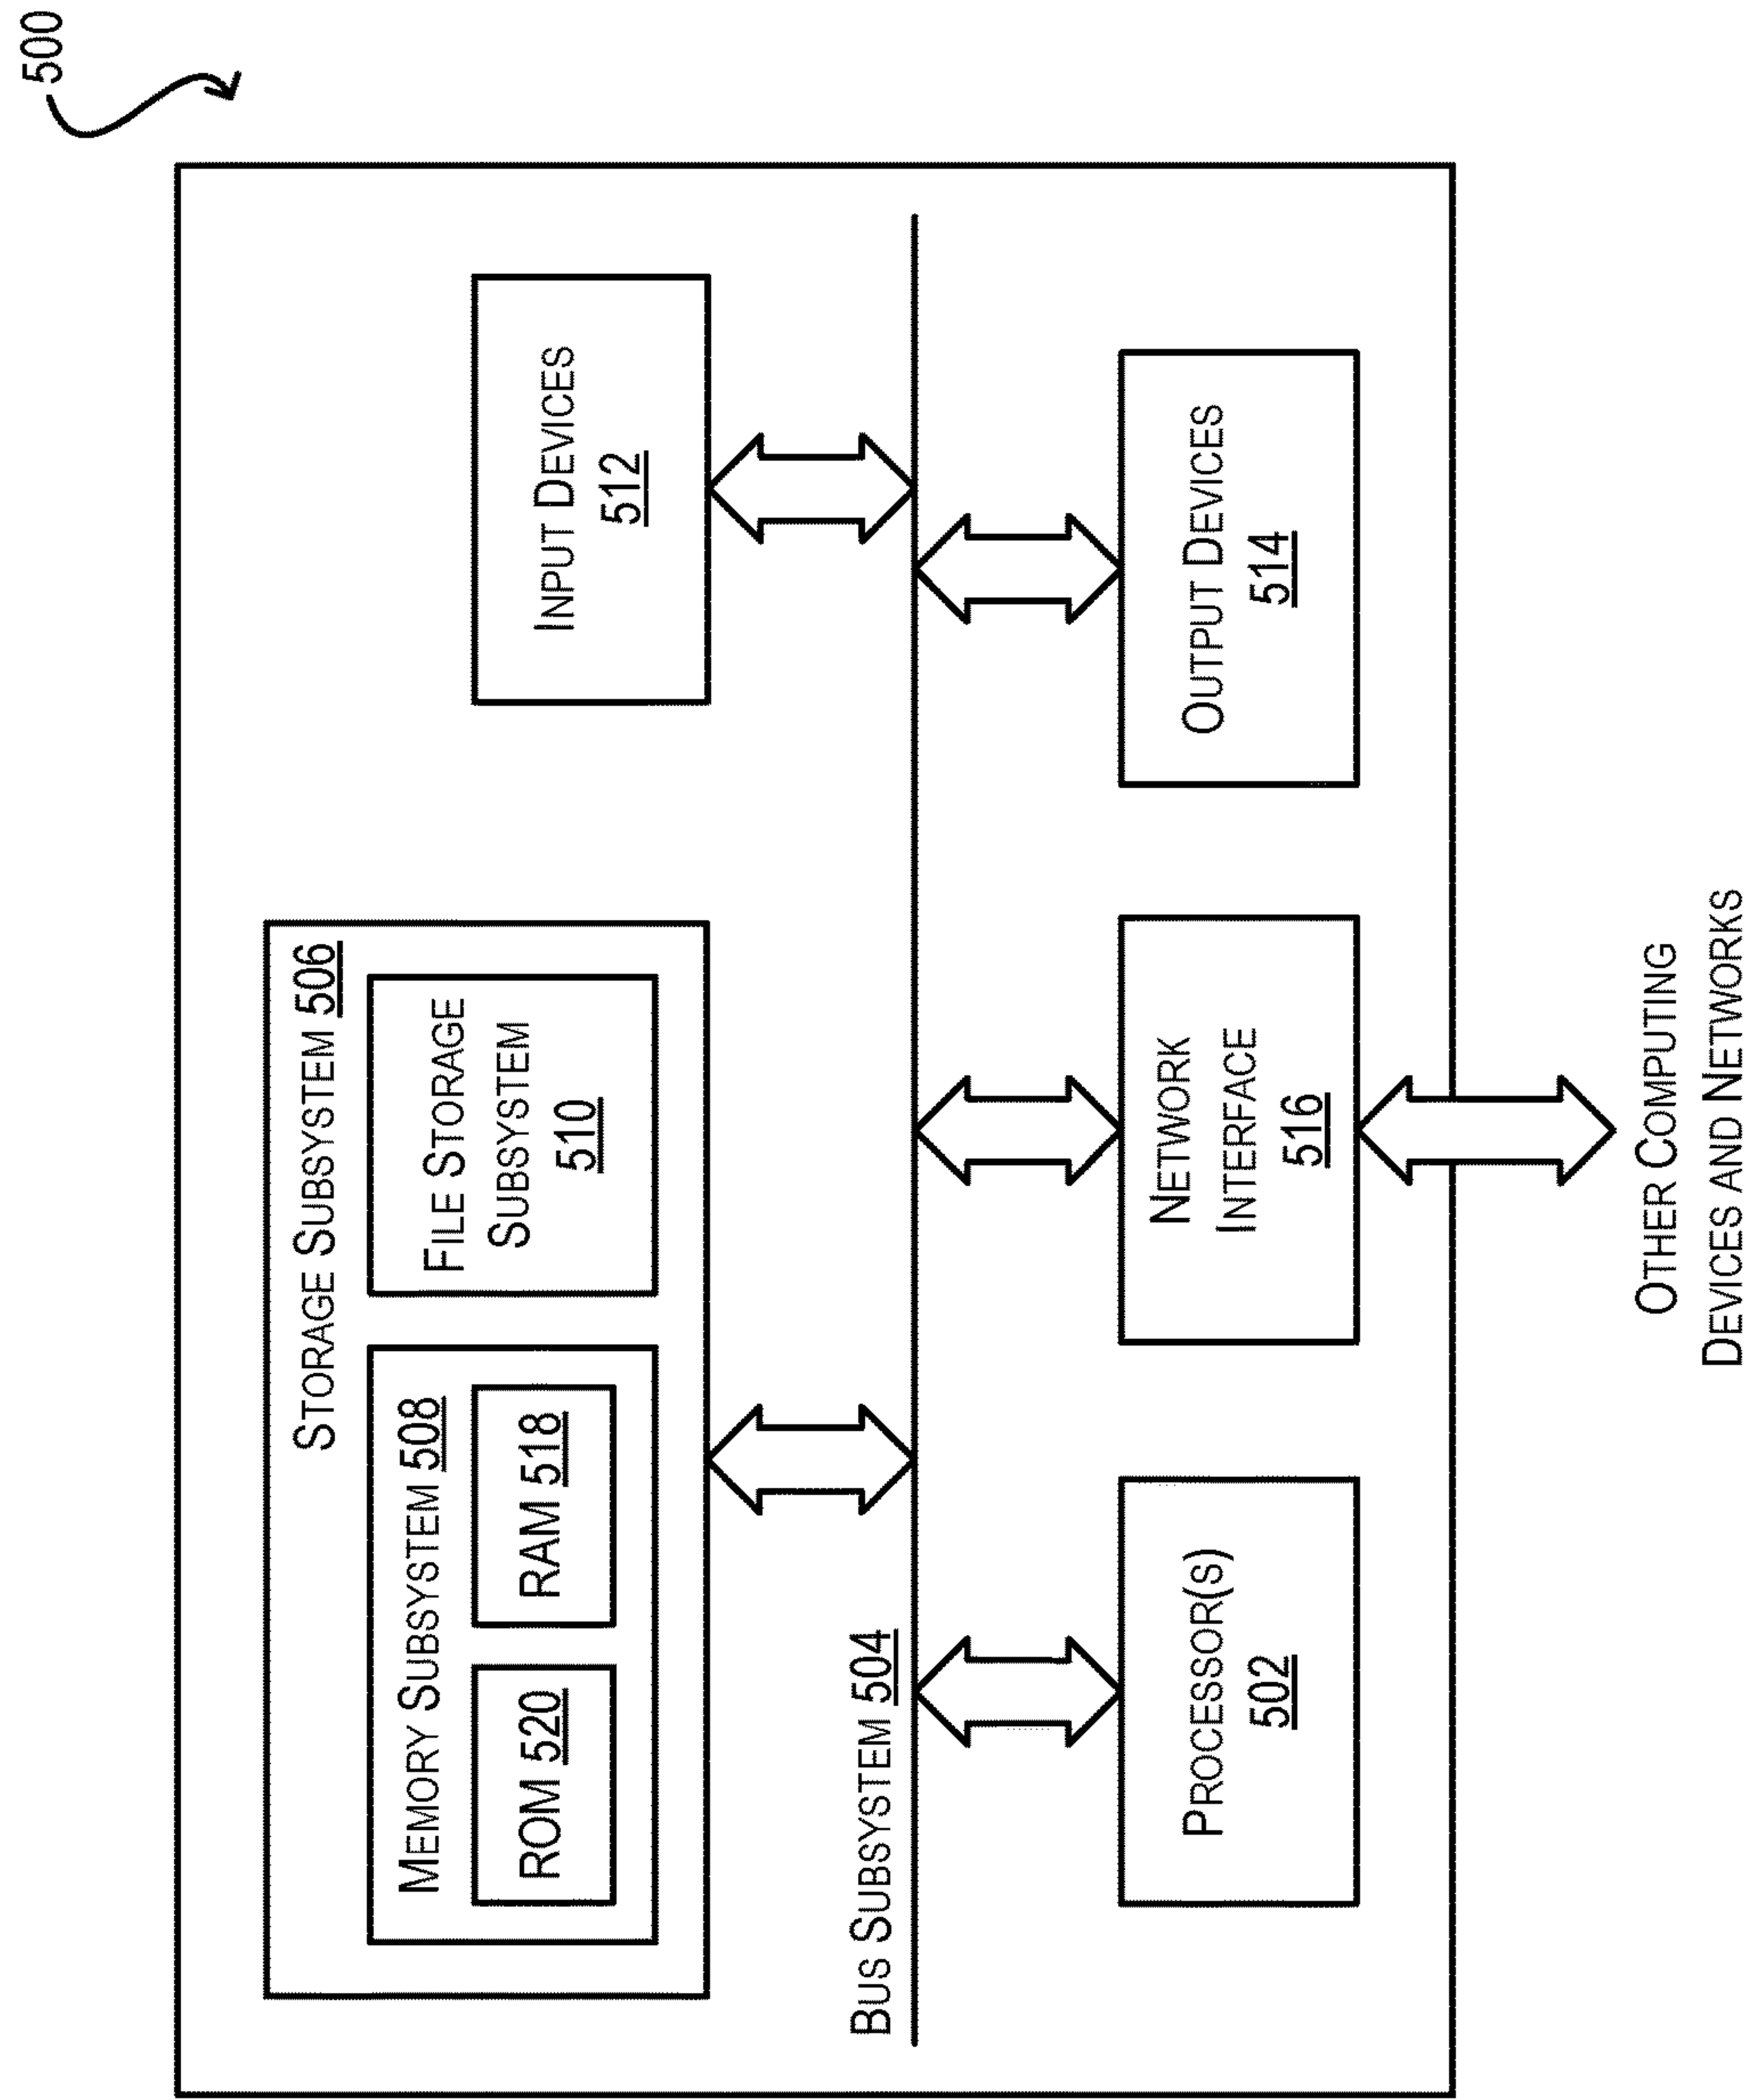 500
STORAGE SUBSYSTEM 506
MEMORY SUBSYSTEM 508
ROM 520
RAM 518
FILE STORAGE
SUBSYSTEM
510
INPUT DEVICES
512
BUS SUBSYSTEM 504
PROCESSOR(S)
502
NETWORK
INTERFACE
516
OUTPUT DEVICES
514
OTHER COMPUTING
DEVICES AND NETWORKS